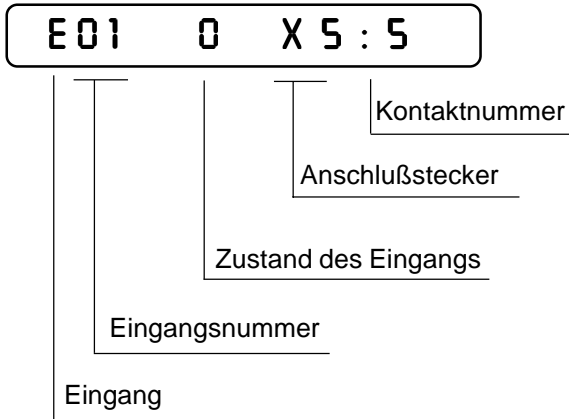 E01 0 X5:5
Kontaktnummer
Anschlußstecker
Zustand des Eingangs
Eingangsnummer
Eingang